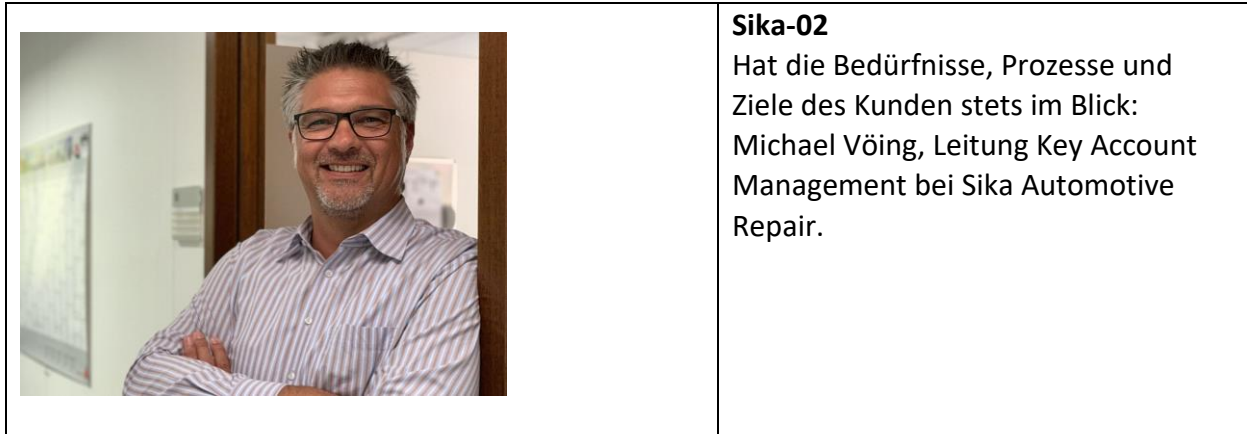 Sika-02
Hat die Bedürfnisse, Prozesse und
Ziele des Kunden stets im Blick:
Michael Vöing, Leitung Key Account
Management bei Sika Automotive
Repair.